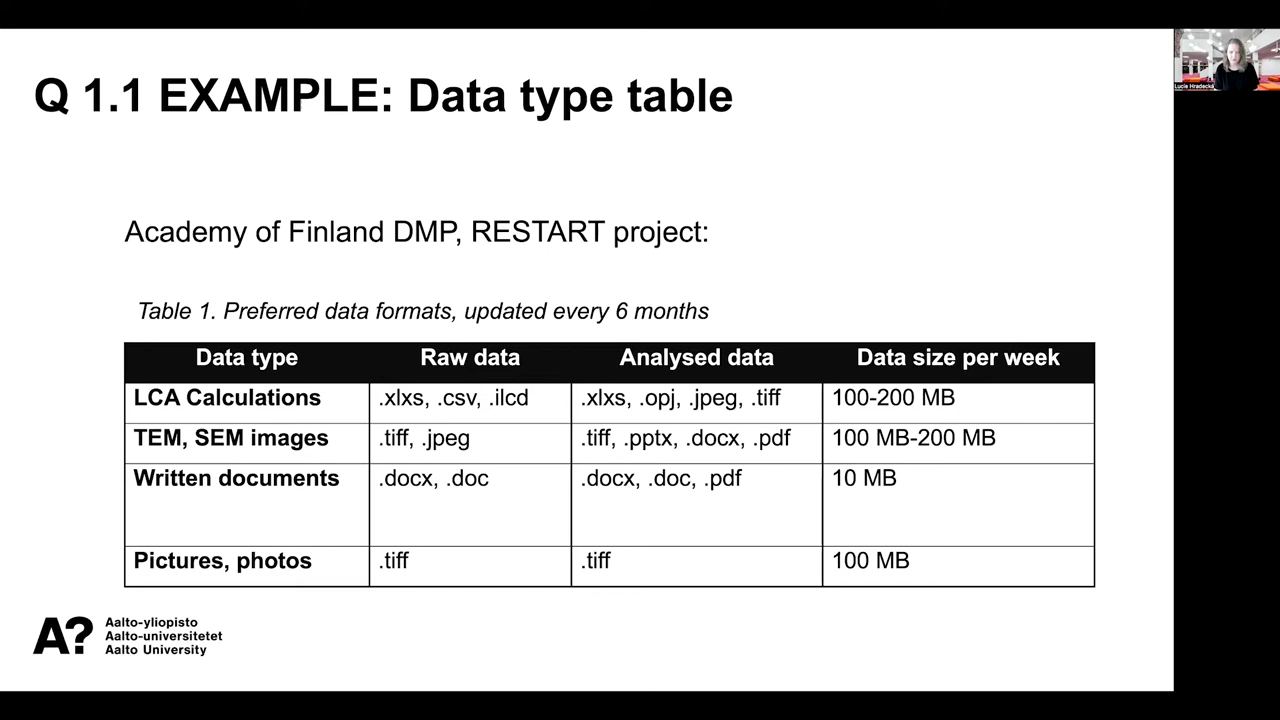 Q 1.1 EXAMPLE: Data type table
Lucie Hradecká
Academy of Finland DMP, RESTART project:
Table 1. Preferred data formats, updated every 6 months
Data type Raw data Analysed data Data size per week
LCA Calculations .xlxs, .csv, .ilcd .xlxs, .opj, .jpeg, .tiff 100-200 MB
TEM, SEM images .tiff, .jpeg .tiff, .pptx, .docx, .pdf 100 MB-200 MB
Written documents .docx, .doc .docx, .doc, .pdf 10 MB
Pictures, photos .tiff .tiff 100 MB
A?
Aalto-yliopisto
Aalto-universitetet
Aalto University